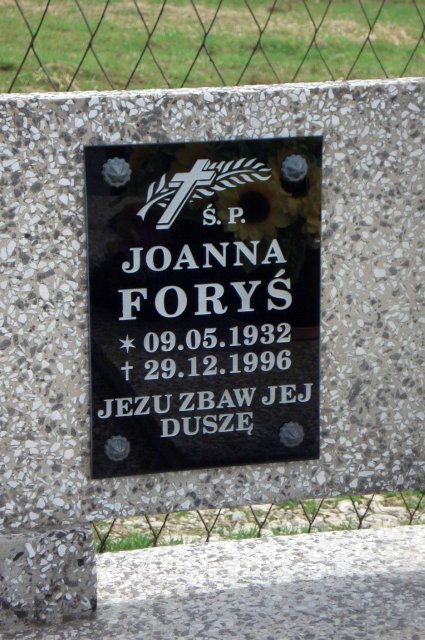 Ś. P.
JOANNA
FORYŚ
✶ 09.05.1932
† 29.12.1996
JEZU ZBAW JEJ
DUSZĘ